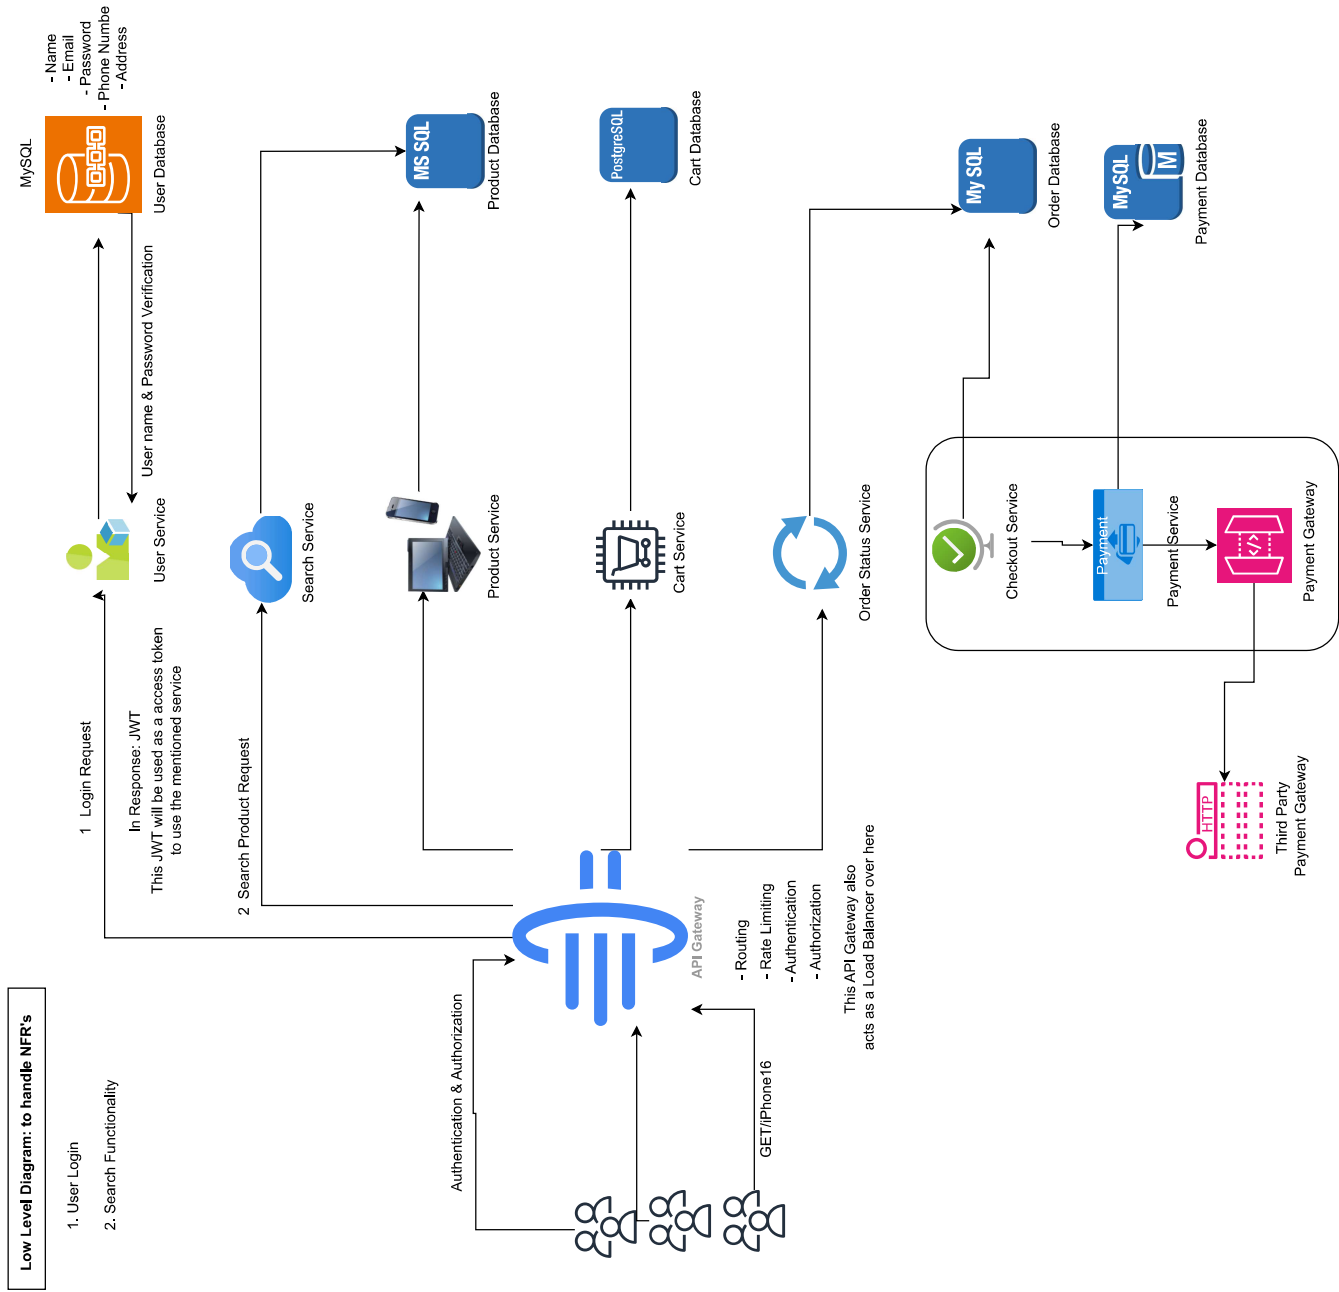 Low Level Diagram: to handle NFR's
1. User Login
2. Search Functionality
Authentication & Authorization
GET/iPhone16
API Gateway
- Routing
- Rate Limiting
- Authentication
- Authorization
This API Gateway also
acts as a Load Balancer over here
1 Login Request
In Response: JWT
This JWT will be used as a access token
to use the mentioned service
2 Search Product Request
User Service
User name & Password Verification
MySQL
User Database
- Name
- Email
- Password
- Phone Numbe
- Address
Search Service
Product Service
MS SQL
Product Database
Cart Service
PostgreSQL
Cart Database
Order Status Service
My SQL
Order Database
Checkout Service
Payment
Payment Service
</>
Payment Gateway
MySQL
M
Payment Database
HTTP
Third Party
Payment Gateway